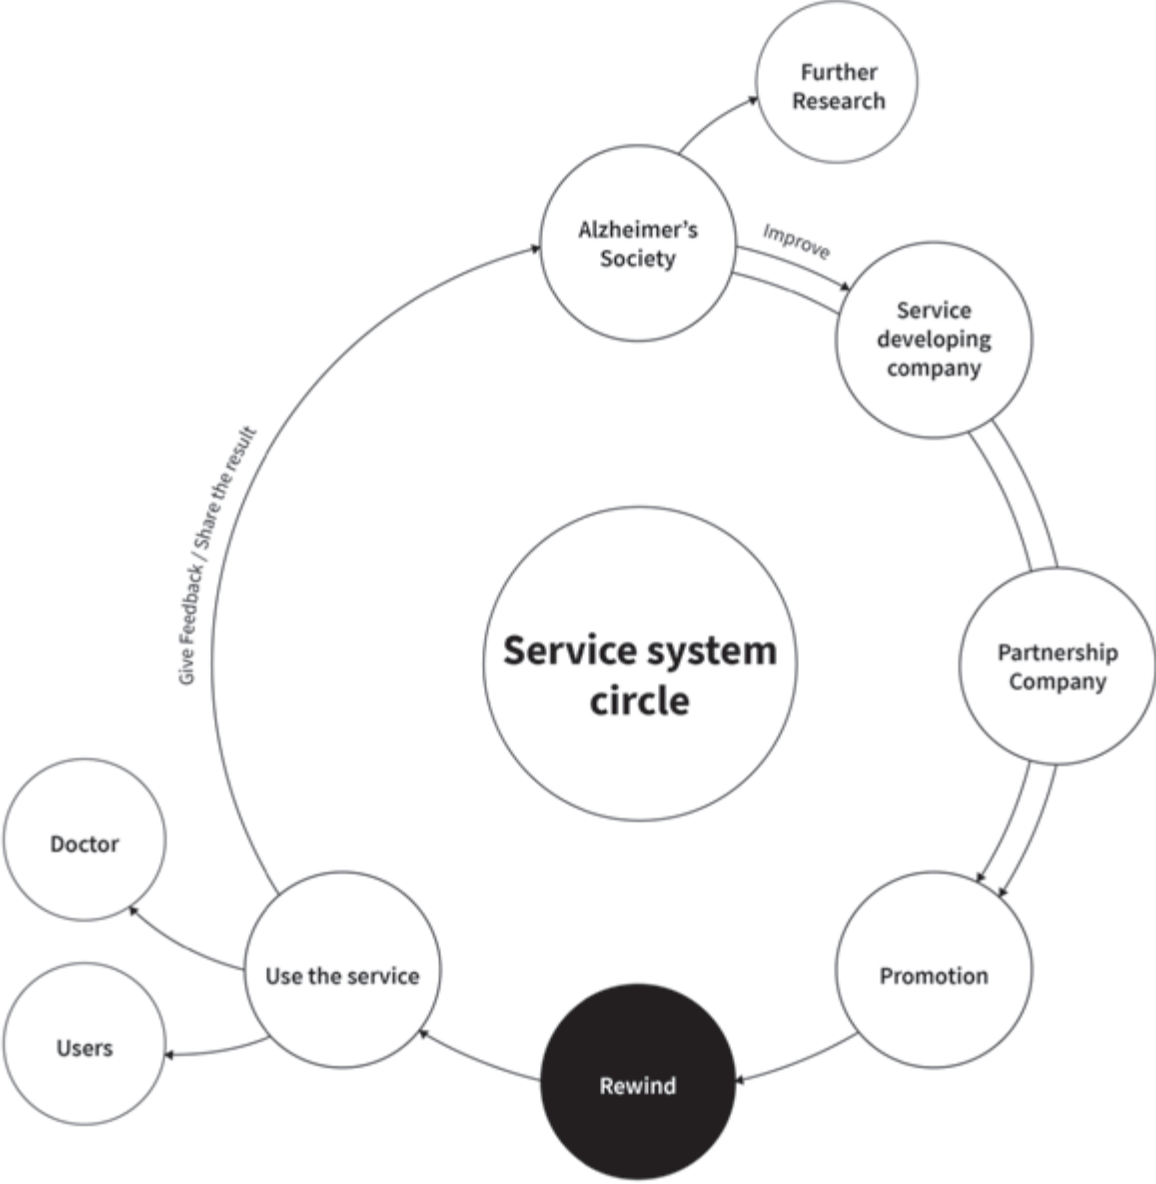 Further
Research
Alzheimer’s
Society
Improve
Service
developing
company
Give Feedback / Share the result
Service system
circle
Partnership
Company
Doctor
Use the service
Promotion
Users
Rewind